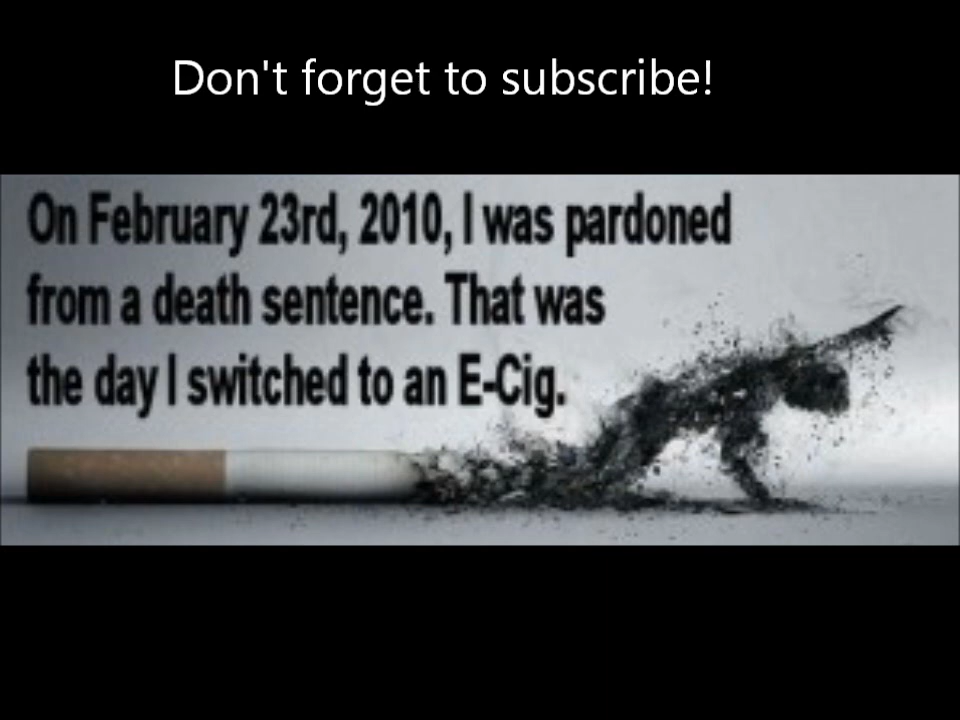 Don't forget to subscribe!
On February 23rd, 2010, I was pardoned
from a death sentence. That was
the day I switched to an E-Cig.